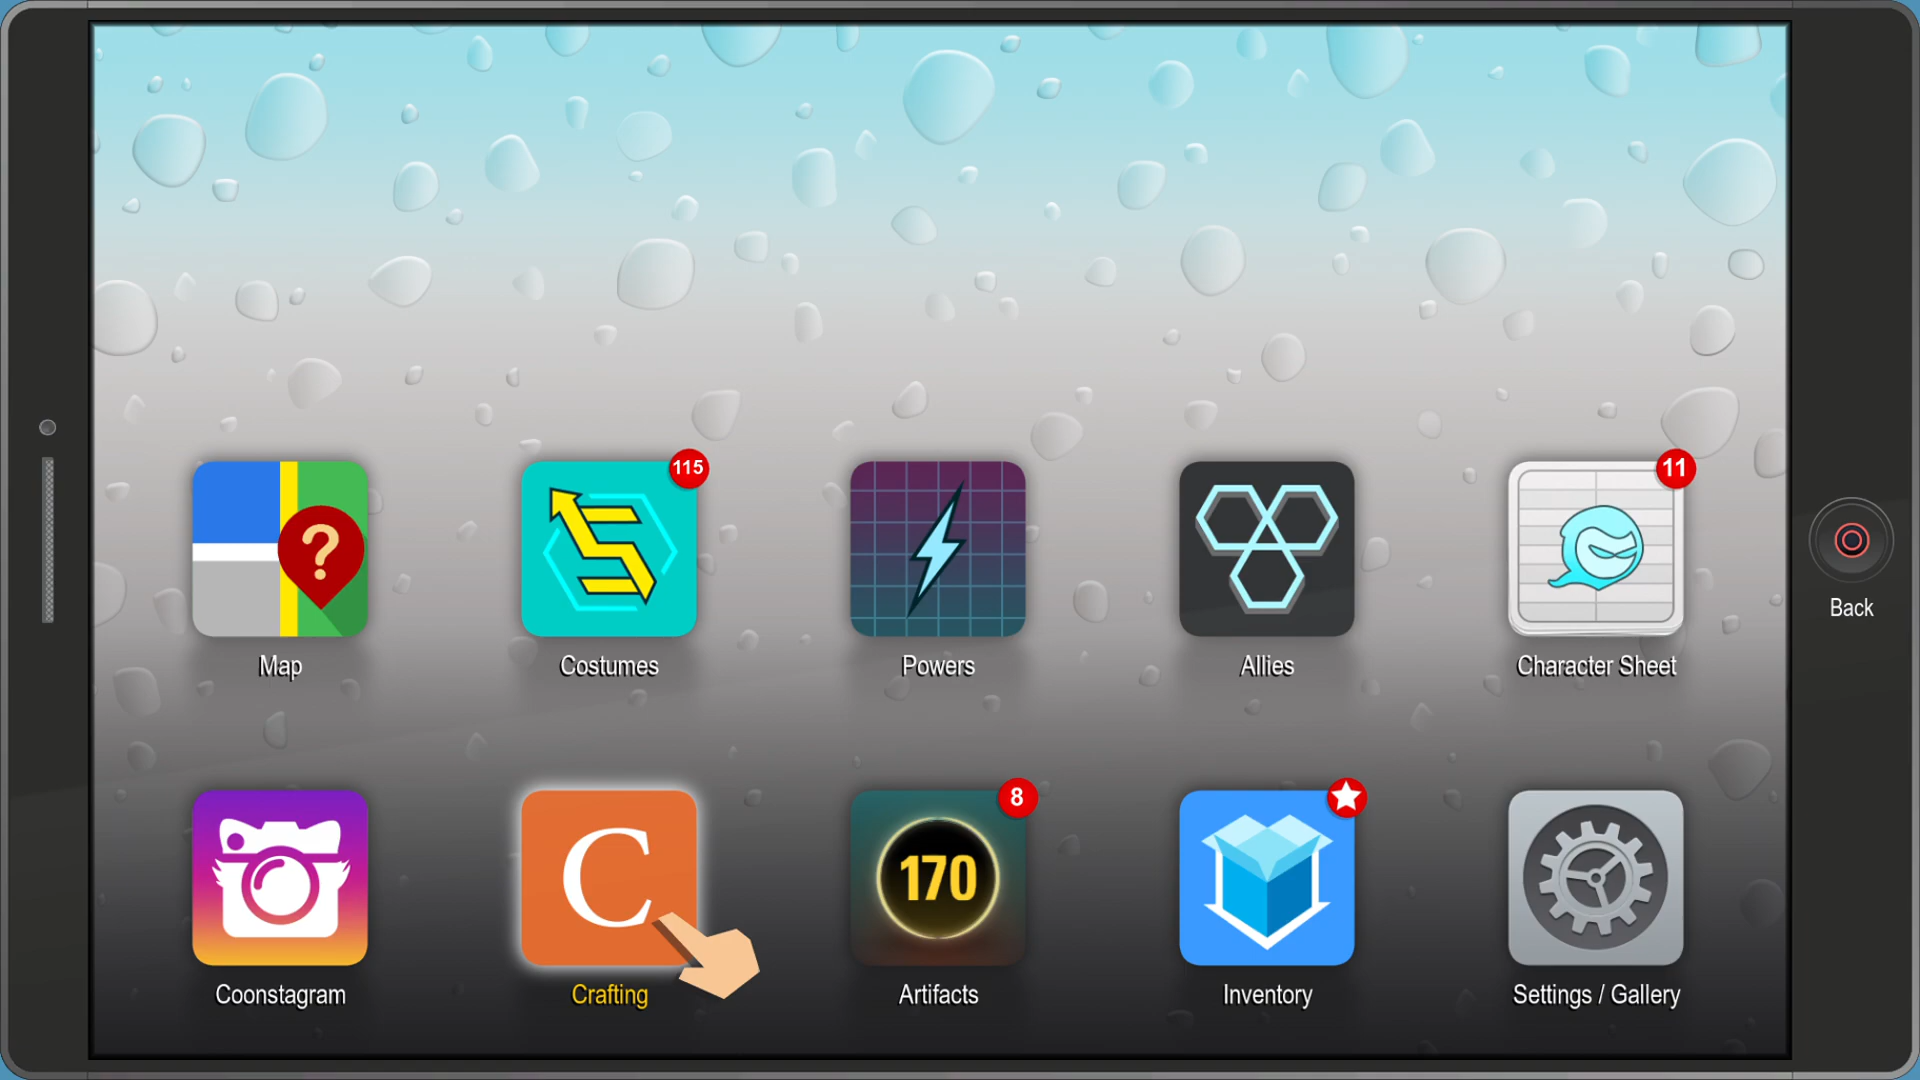 115
11
?
Map
Costumes
Powers
Allies
Character Sheet
Back
8
C
170
Coonstagram
Crafting
Artifacts
Inventory
Settings / Gallery